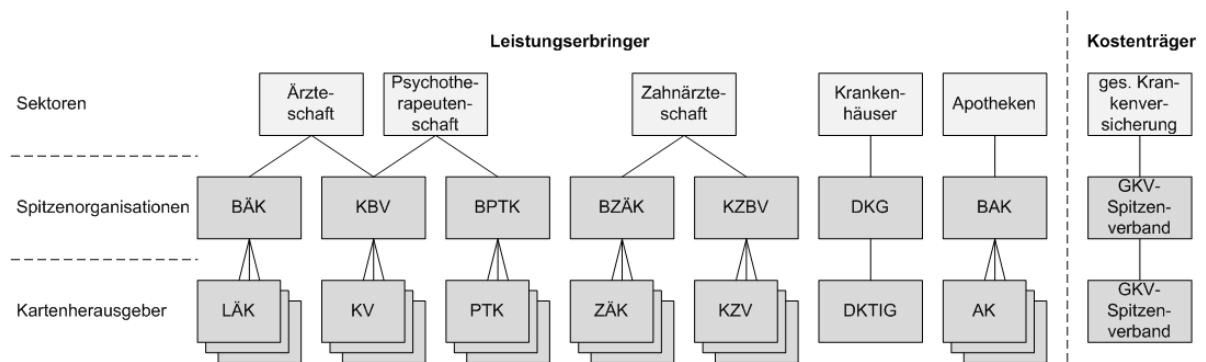 Leistungserbringer
Kostenträger
Sektoren
Ärzte-
schaft
Psychothe-
rapeuten-
schaft
Zahnärzte-
schaft
Kranken-
häuser
Apotheken
ges. Kran-
kenver-
sicherung
Spitzenorganisationen
BÄK
KBV
BPTK
BZÄK
KZBV
DKG
BAK
GKV-
Spitzen-
verband
Kartenherausgeber
LÄK
KV
PTK
ZÄK
KZV
DKTIG
AK
GKV-
Spitzen-
verband